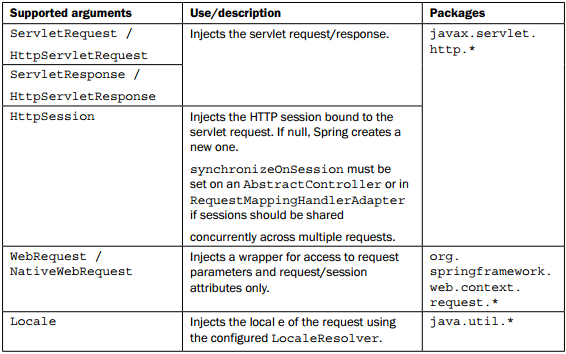 Supported arguments Use/description Packages
ServletRequest /
HttpServletRequest
ServletResponse /
HttpServletResponse
Injects the servlet request/response.
javax.servlet.
http.*
HttpSession
Injects the HTTP session bound to the
servlet request. If null, Spring creates a
new one.
synchronizeOnSession must be
set on an AbstractController or in
RequestMappingHandlerAdapter
if sessions should be shared
concurrently across multiple requests.
WebRequest /
NativeWebRequest
Injects a wrapper for access to request
parameters and request/session
attributes only.
org.
springframework.
web.context.
request.*
Locale
Injects the local e of the request using
the configured LocaleResolver.
java.util.*